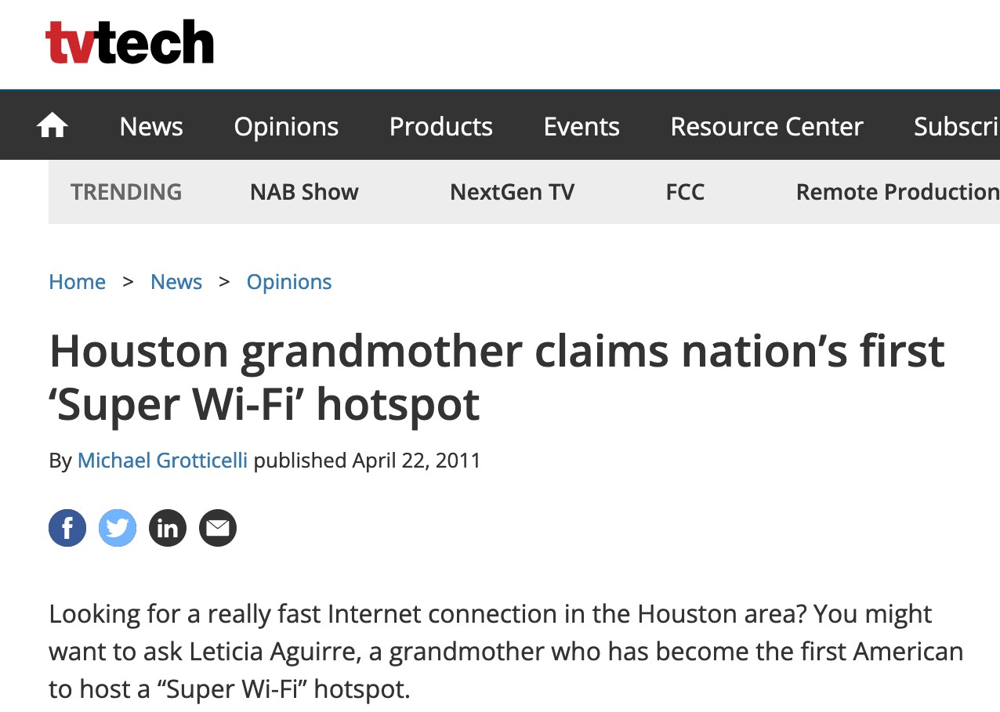 tvtech
News Opinions Products Events Resource Center Subscri
TRENDING NAB Show NextGen TV FCC Remote Production
Home > News > Opinions
Houston grandmother claims nation’s first
‘Super Wi-Fi’ hotspot
By Michael Grotticelli published April 22, 2011
f in
Looking for a really fast Internet connection in the Houston area? You might
want to ask Leticia Aguirre, a grandmother who has become the first American
to host a “Super Wi-Fi” hotspot.